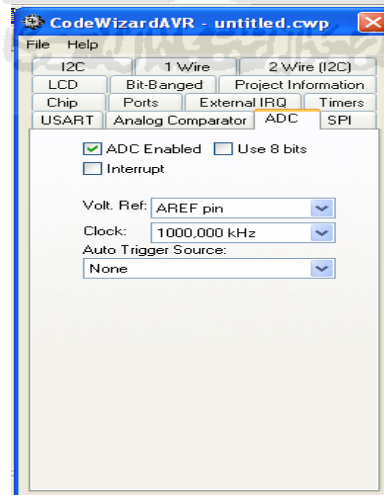 CodeWizardAVR - untitled.cwp
File Help
I2C 1 Wire 2 Wire (I2C)
LCD Bit-Banged Project Information
Chip Ports External IRQ Timers
USART Analog Comparator ADC SPI
ADC Enabled Use 8 bits
Interrupt
Volt. Ref: AREF pin
Clock: 1000,000 kHz
Auto Trigger Source:
None